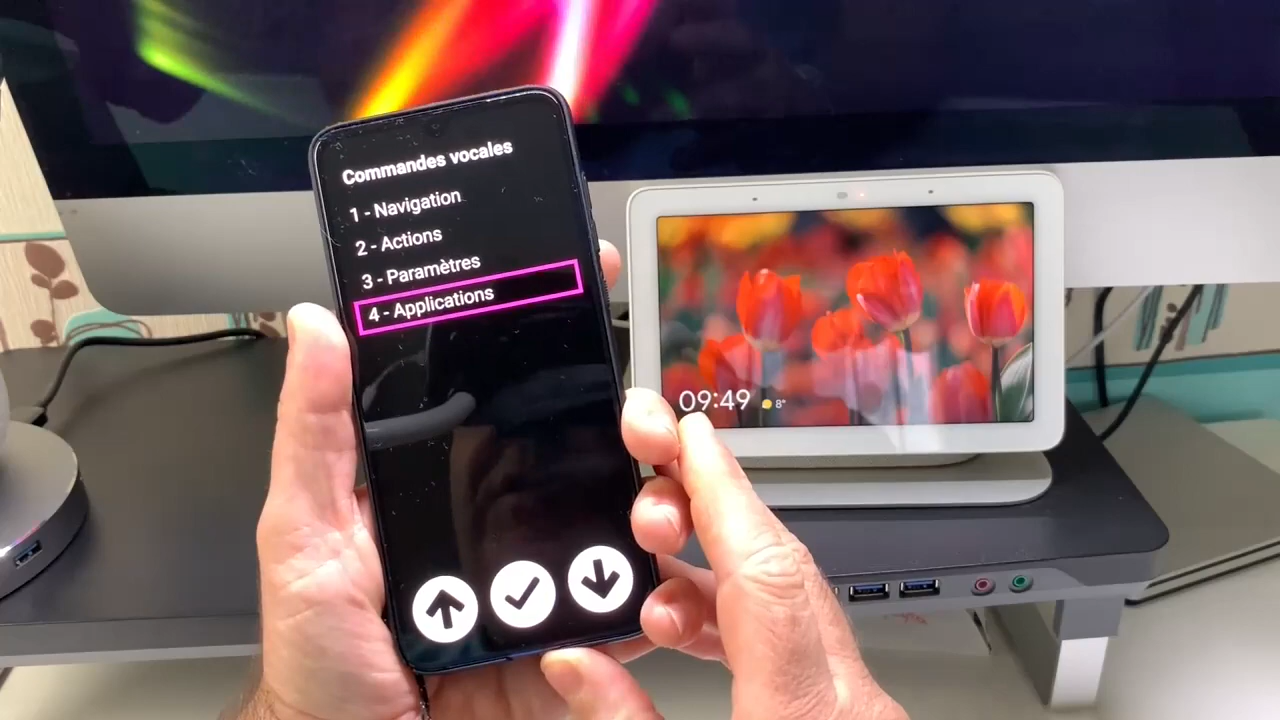 Commandes vocales
1 - Navigation
2 - Actions
3 - Paramètres
4 - Applications
09:49 8°